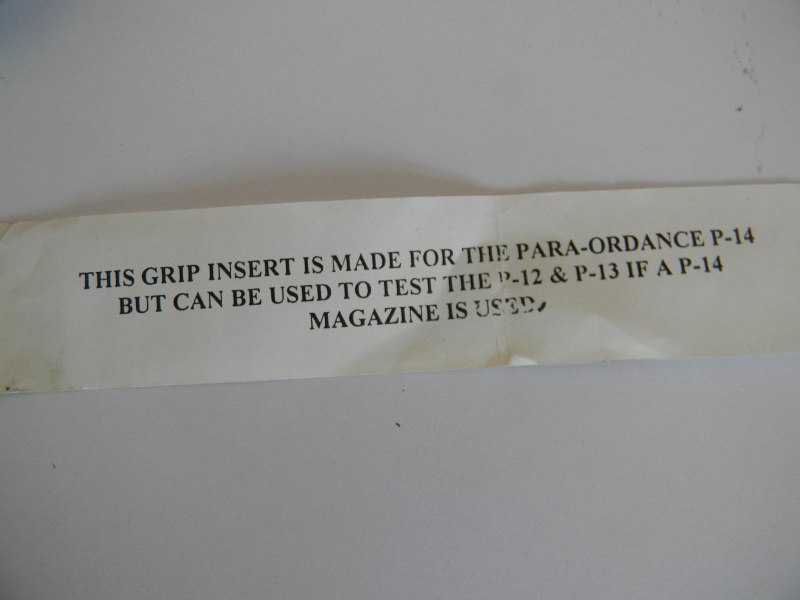 THIS GRIP INSERT IS MADE FOR THE PARA-ORDANCE P-14
BUT CAN BE USED TO TEST THE P-12 & P-13 IF A P-14
MAGAZINE IS USED.